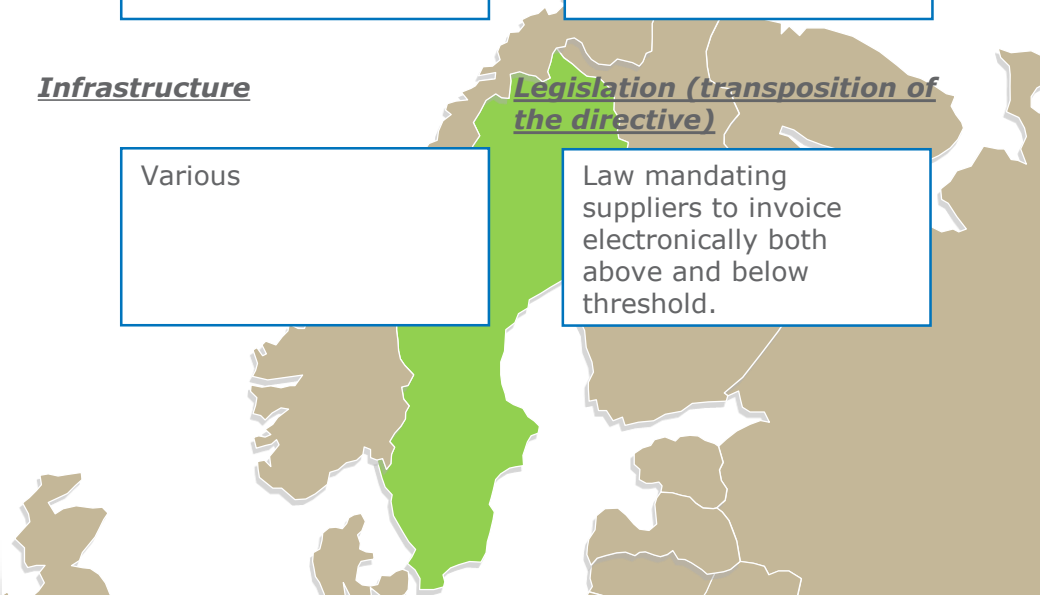 Infrastructure
Legislation (transposition of
the directive)
Various
Law mandating
suppliers to invoice
electronically both
above and below
threshold.